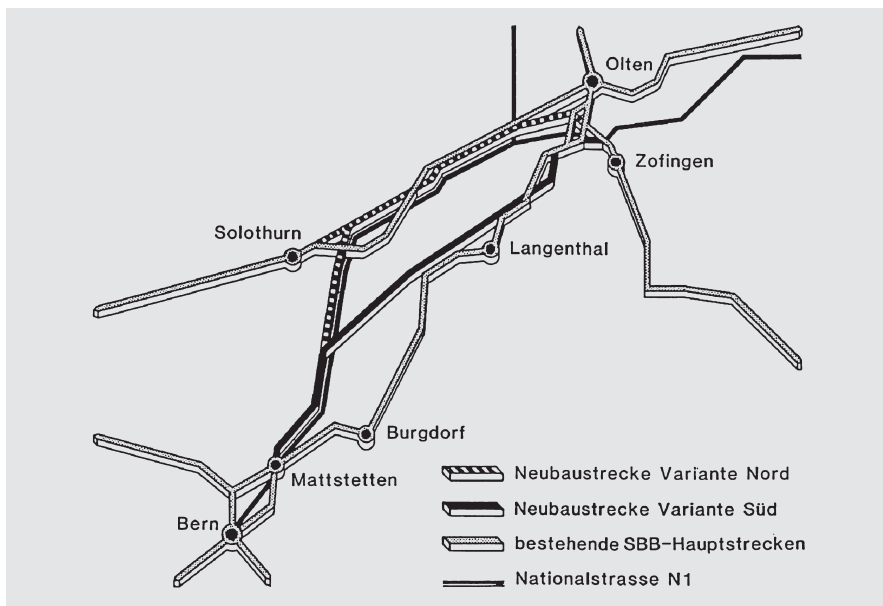 Olten
Zofingen
Solothurn
Langenthal
Burgdorf
Mattstetten
Bern
Neubaustrecke Variante Nord
Neubaustrecke Variante Süd
bestehende SBB-Hauptstrecken
Nationalstrasse N1